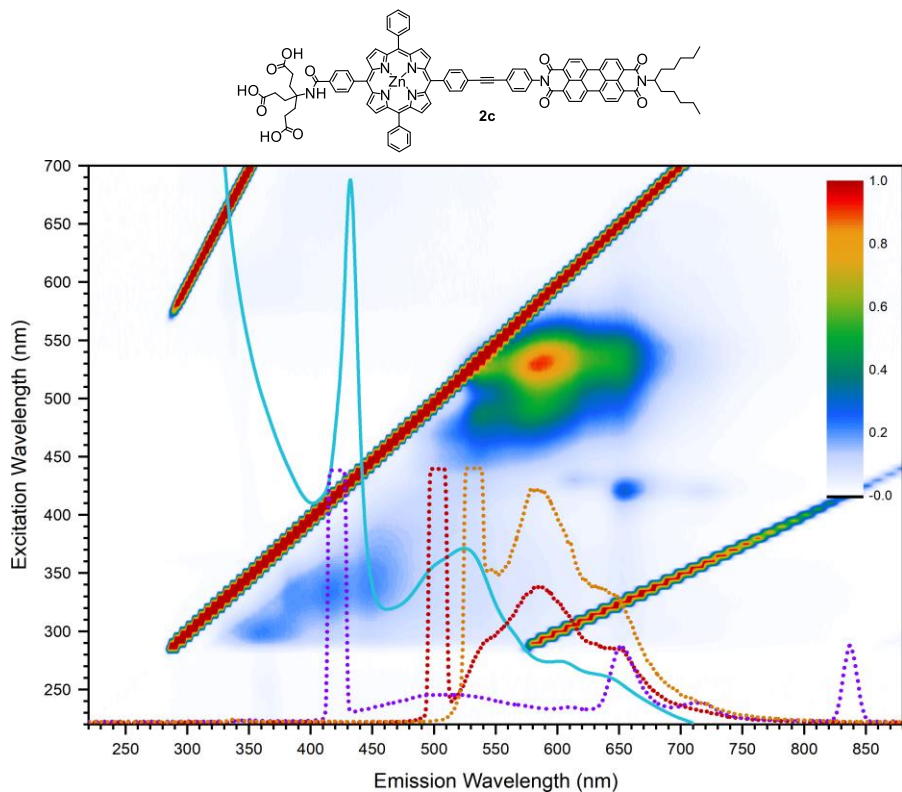 OH
O
OH
O
HO
O
O
NH
N
N
Zn
N
N
O
O
N
N
O
O
2c
700
650
600
550
500
450
400
350
300
250
Excitation Wavelength (nm)
1.0
0.8
0.6
0.4
0.2
-0.0
250 300 350 400 450 500 550 600 650 700 750 800 850
Emission Wavelength (nm)